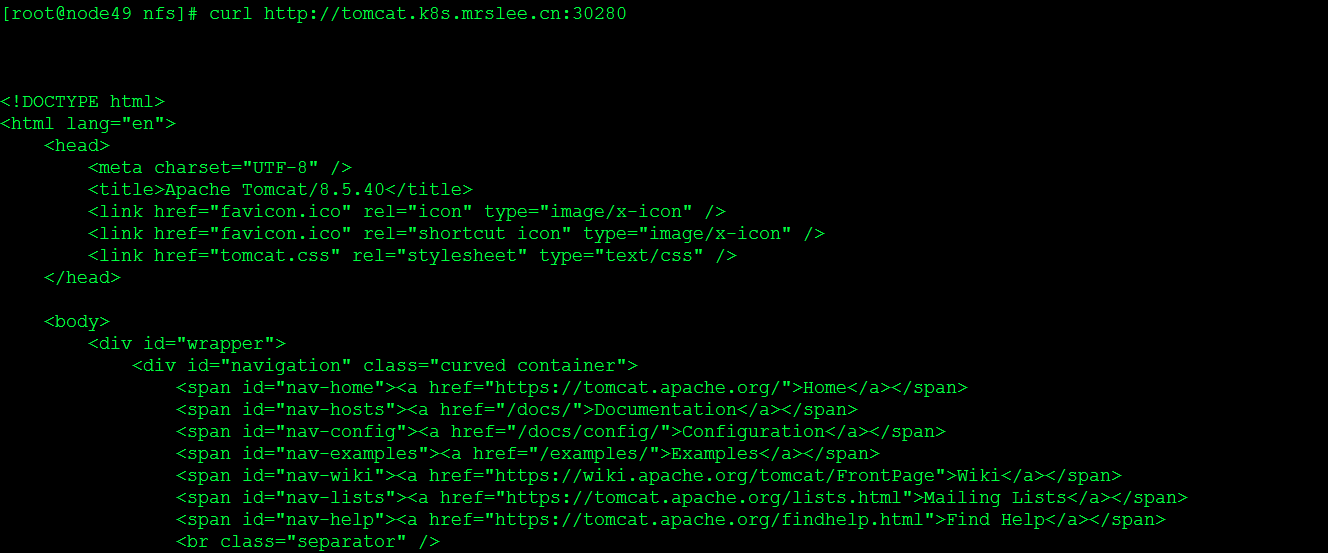 [root@node49 nfs]# curl http://tomcat.k8s.mrslee.cn:30280
<!DOCTYPE html>
<html lang="en">
    <head>
        <meta charset="UTF-8" />
        <title>Apache Tomcat/8.5.40</title>
        <link href="favicon.ico" rel="icon" type="image/x-icon" />
        <link href="favicon.ico" rel="shortcut icon" type="image/x-icon" />
        <link href="tomcat.css" rel="stylesheet" type="text/css" />
    </head>
    <body>
        <div id="wrapper">
            <div id="navigation" class="curved container">
                <span id="nav-home"><a href="https://tomcat.apache.org/">Home</a></span>
                <span id="nav-hosts"><a href="/docs/">Documentation</a></span>
                <span id="nav-config"><a href="/docs/config/">Configuration</a></span>
                <span id="nav-examples"><a href="/examples/">Examples</a></span>
                <span id="nav-wiki"><a href="https://wiki.apache.org/tomcat/FrontPage">Wiki</a></span>
                <span id="nav-lists"><a href="https://tomcat.apache.org/lists.html">Mailing Lists</a></span>
                <span id="nav-help"><a href="https://tomcat.apache.org/findhelp.html">Find Help</a></span>
                <br class="separator" />